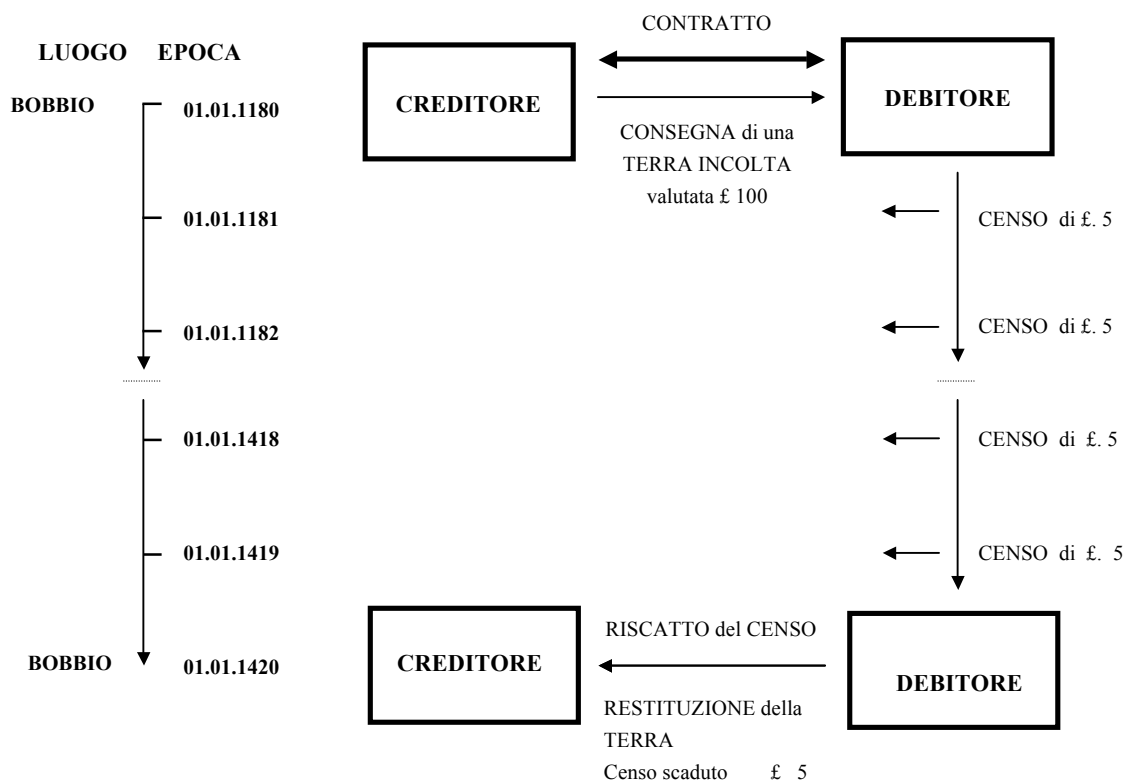 CONTRATTO
LUOGO EPOCA
BOBBIO 01.01.1180
CREDITORE
DEBITORE
CONSEGNA di una
TERRA INCOLTA
valutata £ 100
01.01.1181
CENSO di £. 5
01.01.1182
CENSO di £. 5
01.01.1418
CENSO di £. 5
01.01.1419
CENSO di £. 5
BOBBIO 01.01.1420
CREDITORE
RISCATTO del CENSO
DEBITORE
RESTITUZIONE della
TERRA
Censo scaduto £ 5